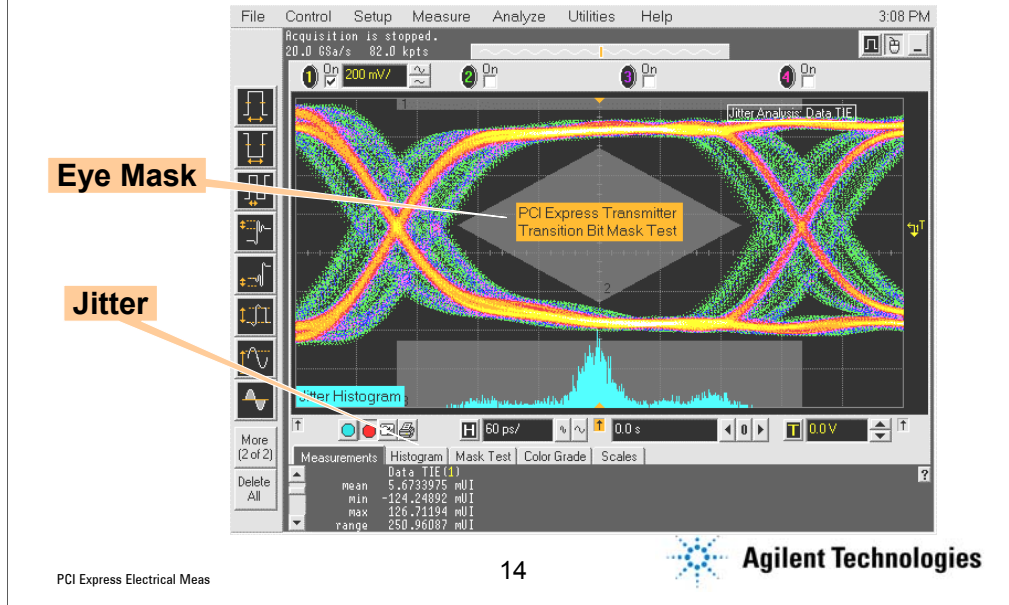 File Control Setup Measure Analyze Utilities Help 3:08 PM
Acquisition is stopped.
20.0 GSa/s 82.0 kpts
1 On 200 mV/ 2 On 3 On 4 On
1
Jitter Analysis: Data TIE
Eye Mask
PCI Express Transmitter
Transition Bit Mask Test
T
2
Jitter
Jitter Histogram
3
H 60 ps/ T 0.0 s 0 T 0.0 V
More
(2 of 2)
Delete
All
Measurements Histogram Mask Test Color Grade Scales
Data TIE(1)
mean 5.6733975 mUI
min -124.24892 mUI
max 126.71194 mUI
range 250.96087 mUI
?
PCI Express Electrical Meas
14
Agilent Technologies